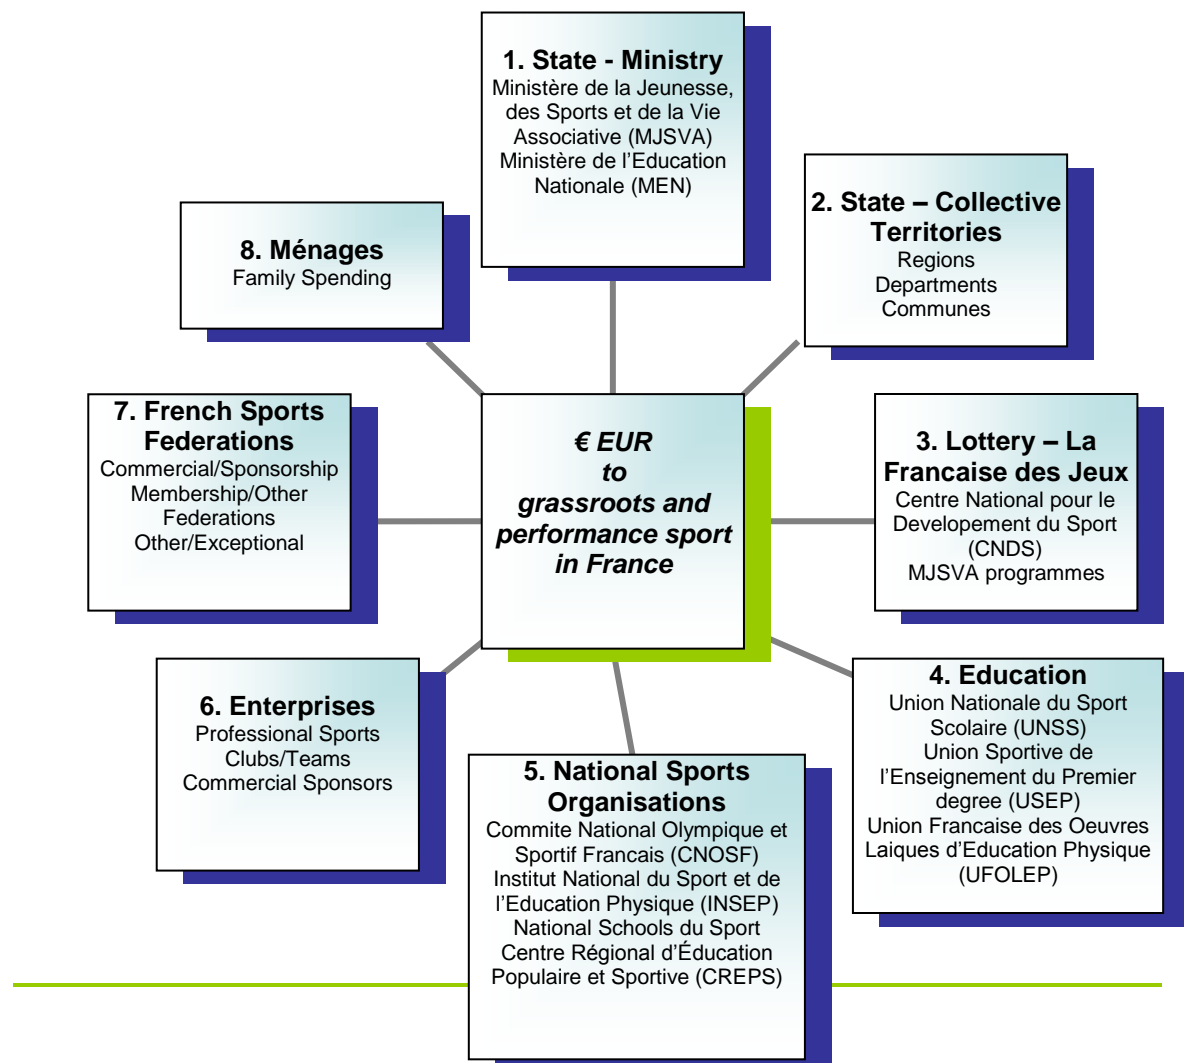 1. State - Ministry
Ministère de la Jeunesse,
des Sports et de la Vie
Associative (MJSVA)
Ministère de l'Education
Nationale (MEN)
2. State – Collective
Territories
Regions
Departments
Communes
8. Ménages
Family Spending
7. French Sports
Federations
Commercial/Sponsorship
Membership/Other
Federations
Other/Exceptional
€ EUR
to
grassroots and
performance sport
in France
3. Lottery – La
Francaise des Jeux
Centre National pour le
Developement du Sport
(CNDS)
MJSVA programmes
6. Enterprises
Professional Sports
Clubs/Teams
Commercial Sponsors
5. National Sports
Organisations
Commite National Olympique et
Sportif Francais (CNOSF)
Institut National du Sport et de
l'Education Physique (INSEP)
National Schools du Sport
Centre Régional d'Éducation
Populaire et Sportive (CREPS)
4. Education
Union Nationale du Sport
Scolaire (UNSS)
Union Sportive de
l'Enseignement du Premier
degree (USEP)
Union Francaise des Oeuvres
Laiques d'Education Physique
(UFOLEP)